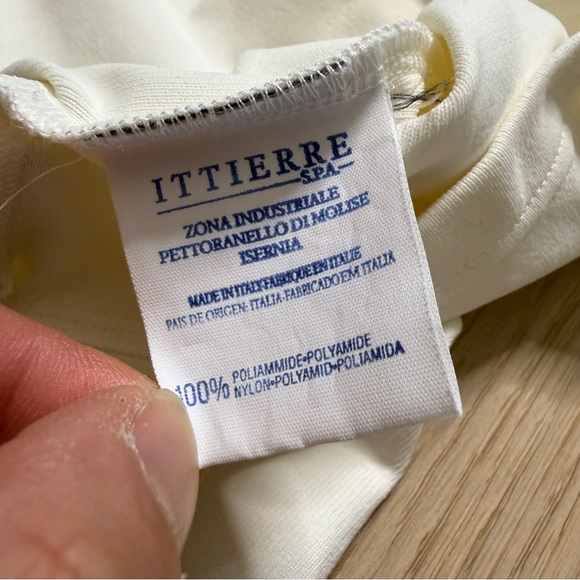 ITTIERRE
S.P.A.
ZONA INDUSTRIALE
PETTORANELLO DI MOLISE
ISERNIA
MADE IN ITALY-FABRIQUE EN ITALIE
PAIS DE ORIGEN: ITALIA-FABRICADO EM ITALIA
100% POLIAMMIDE•POLYAMIDE
NYLON•POLYAMID•POLIAMIDA